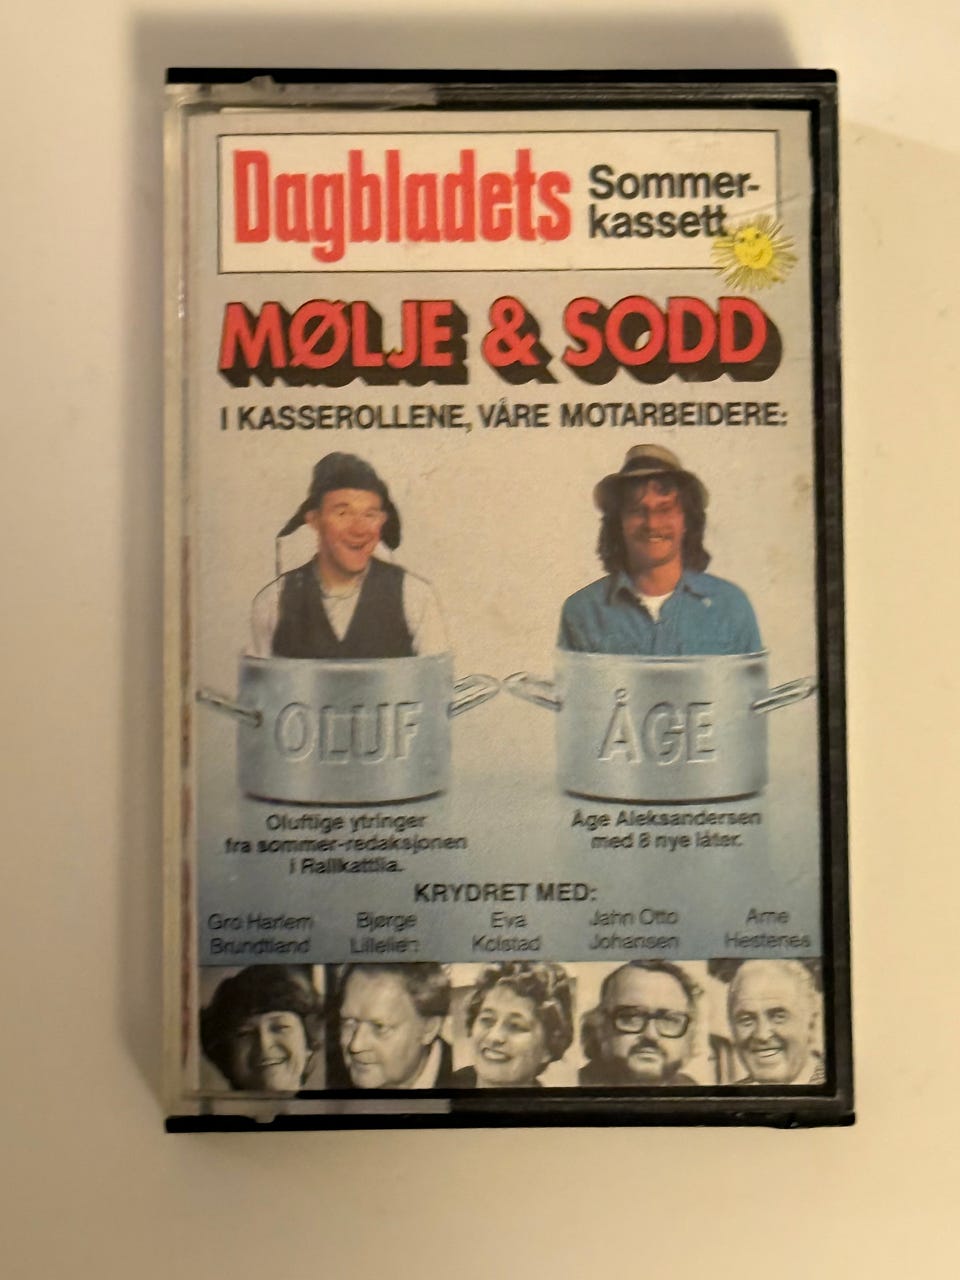 Dagbladets
Sommer-
kassett
MØLJE & SODD
I KASSEROLLENE, VÅRE MOTARBEIDERE:
OLUF
ÅGE
Oluftige ytringer
fra sommer-redaksjonen
i Rallkattlia.
Åge Aleksandersen
med 8 nye låter.
KRYDRET MED:
Gro Harlem
Brundtland
Bjørge
Lillelien
Eva
Kolstad
Jahn Otto
Johansen
Arne
Hestenes